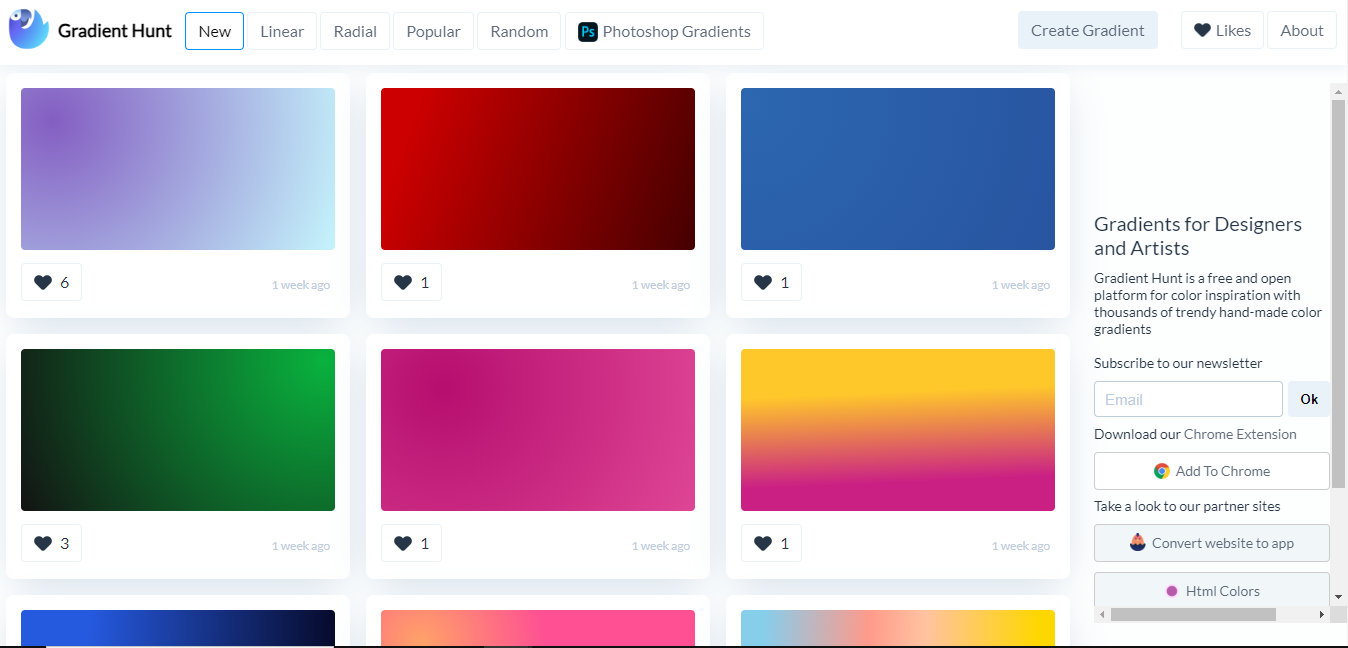 Gradient Hunt New Linear Radial Popular Random Ps Photoshop Gradients Create Gradient Likes About
6 1 week ago
1 1 week ago
1 1 week ago
3 1 week ago
1 1 week ago
1 1 week ago
Gradients for Designers
and Artists
Gradient Hunt is a free and open
platform for color inspiration with
thousands of trendy hand-made color
gradients
Subscribe to our newsletter
Email Ok
Download our Chrome Extension
Add To Chrome
Take a look to our partner sites
Convert website to app
Html Colors